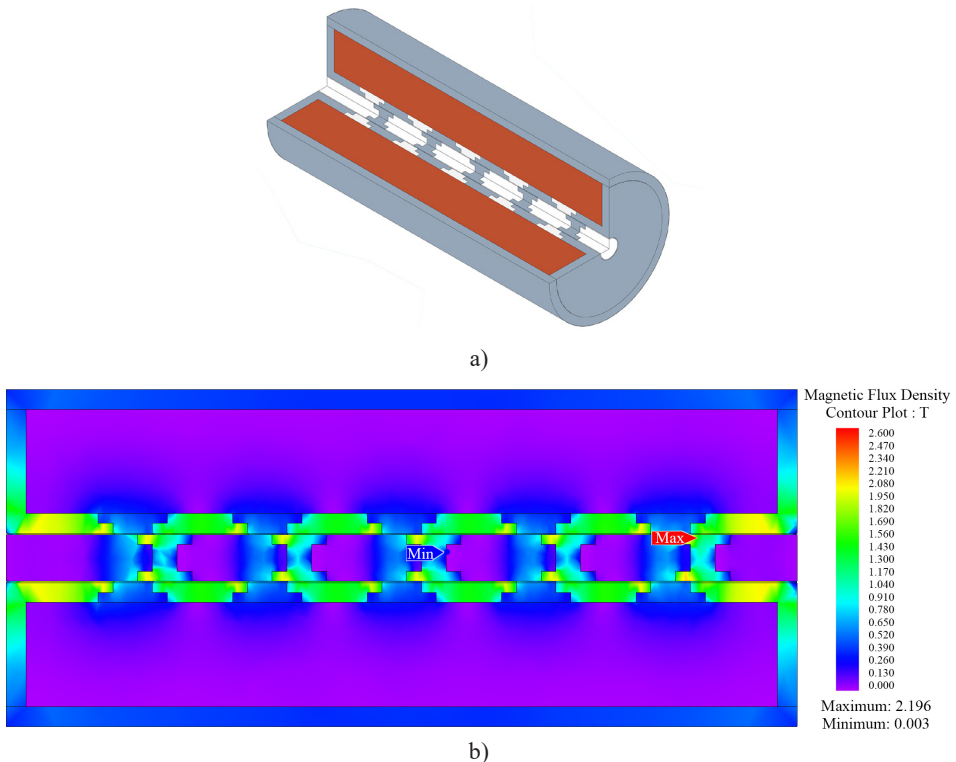 a)
Magnetic Flux Density
Contour Plot : T
2.600
2.470
2.340
2.210
2.080
1.950
1.820
1.690
1.560
1.430
1.300
1.170
1.040
0.910
0.780
0.650
0.520
0.390
0.260
0.130
0.000
Max
Min
Maximum: 2.196
Minimum: 0.003
b)